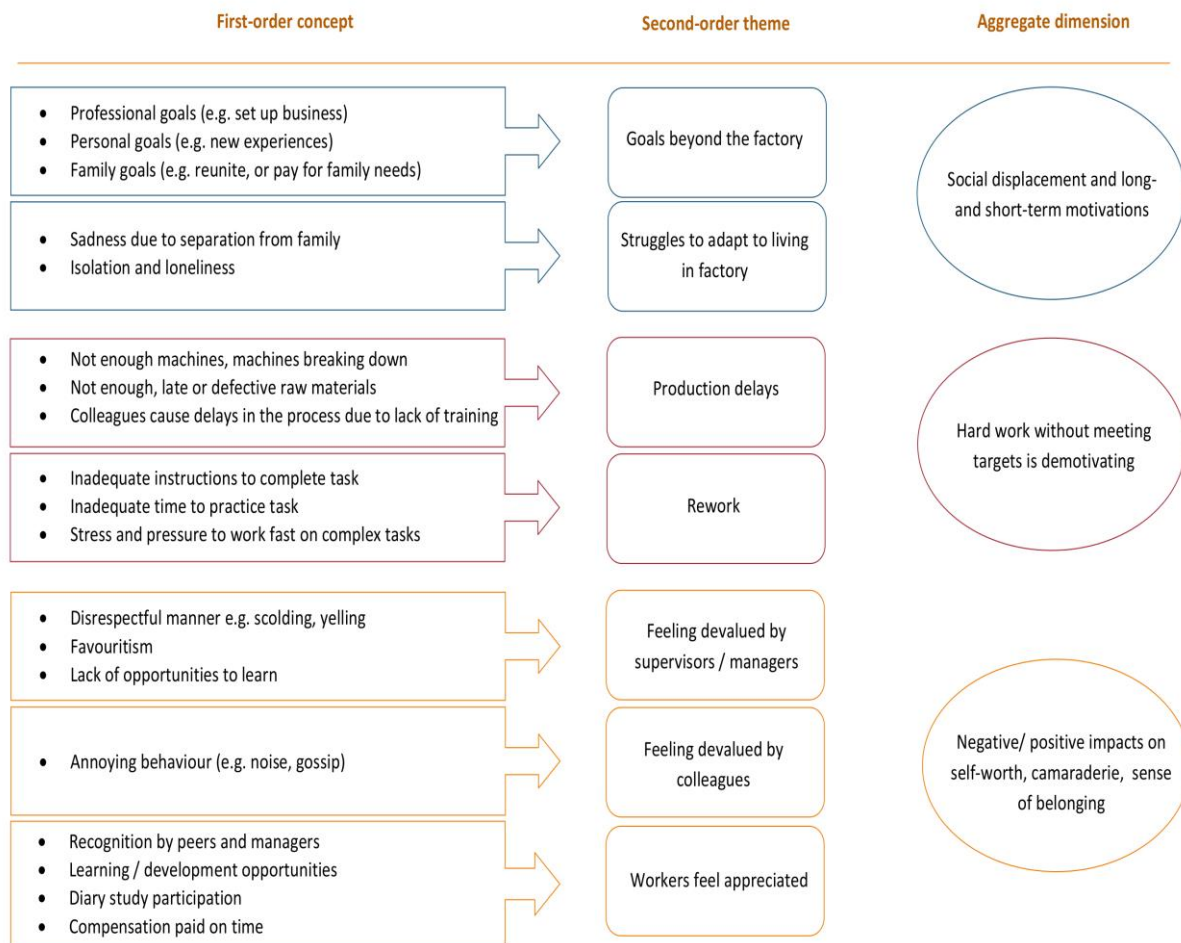 First-order concept
Second-order theme
Aggregate dimension
• Professional goals (e.g. set up business)
• Personal goals (e.g. new experiences)
• Family goals (e.g. reunite, or pay for family needs)
Goals beyond the factory
• Sadness due to separation from family
• Isolation and loneliness
Struggles to adapt to living
in factory
Social displacement and long-
and short-term motivations
• Not enough machines, machines breaking down
• Not enough, late or defective raw materials
• Colleagues cause delays in the process due to lack of training
Production delays
• Inadequate instructions to complete task
• Inadequate time to practice task
• Stress and pressure to work fast on complex tasks
Rework
Hard work without meeting
targets is demotivating
• Disrespectful manner e.g. scolding, yelling
• Favouritism
• Lack of opportunities to learn
Feeling devalued by
supervisors / managers
• Annoying behaviour (e.g. noise, gossip)
Feeling devalued by
colleagues
• Recognition by peers and managers
• Learning / development opportunities
• Diary study participation
• Compensation paid on time
Workers feel appreciated
Negative/ positive impacts on
self-worth, camaraderie, sense
of belonging